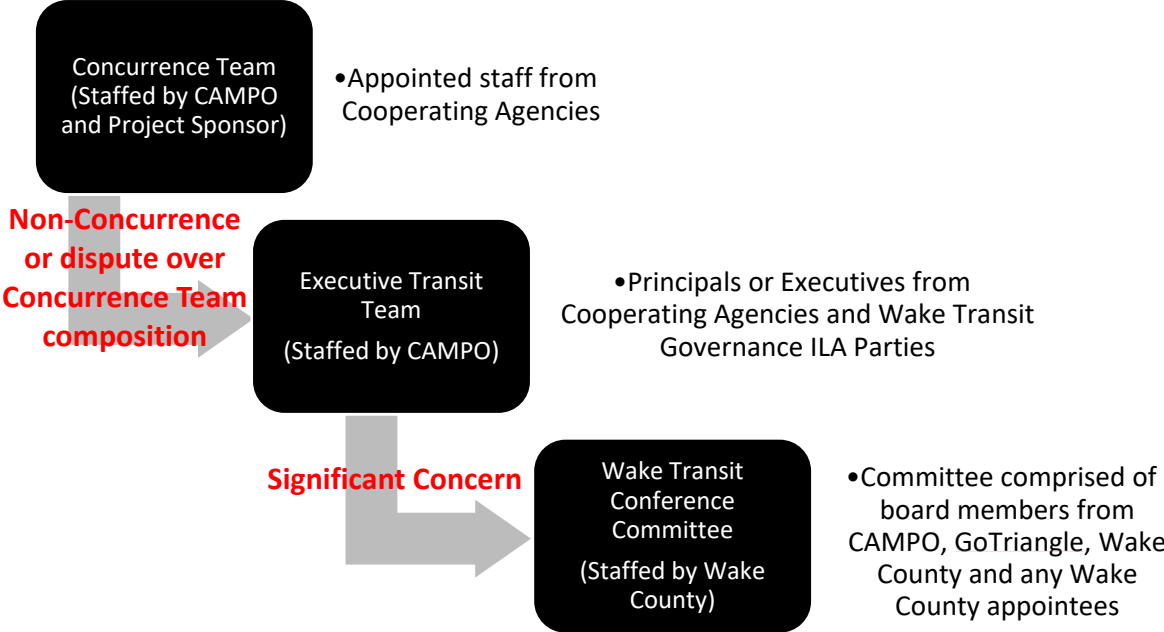 Concurrence Team
(Staffed by CAMPO
and Project Sponsor)
•Appointed staff from
Cooperating Agencies
Non-Concurrence
or dispute over
Concurrence Team
composition
Executive Transit
Team
(Staffed by CAMPO)
•Principals or Executives from
Cooperating Agencies and Wake Transit
Governance ILA Parties
Significant Concern
Wake Transit
Conference
Committee
(Staffed by Wake
County)
•Committee comprised of
board members from
CAMPO, GoTriangle, Wake
County and any Wake
County appointees